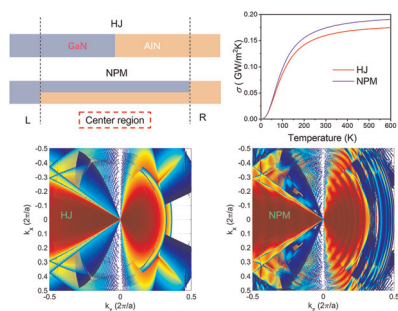 HJ
GaN AlN
NPM
L Center region R
σ (GW/m²K)
0.20
0.15
0.10
0.05
0.00
HJ
NPM
0 100 200 300 400 500 600
Temperature (K)
-0.5
-0.4
-0.3
-0.2
-0.1
0
0.1
0.2
0.3
0.4
0.5
kₓ (2π/a)
HJ
-0.5 0 0.5
-0.5
-0.4
-0.3
-0.2
-0.1
0
0.1
0.2
0.3
0.4
0.5
kₓ (2π/a)
NPM
-0.5 0 0.5